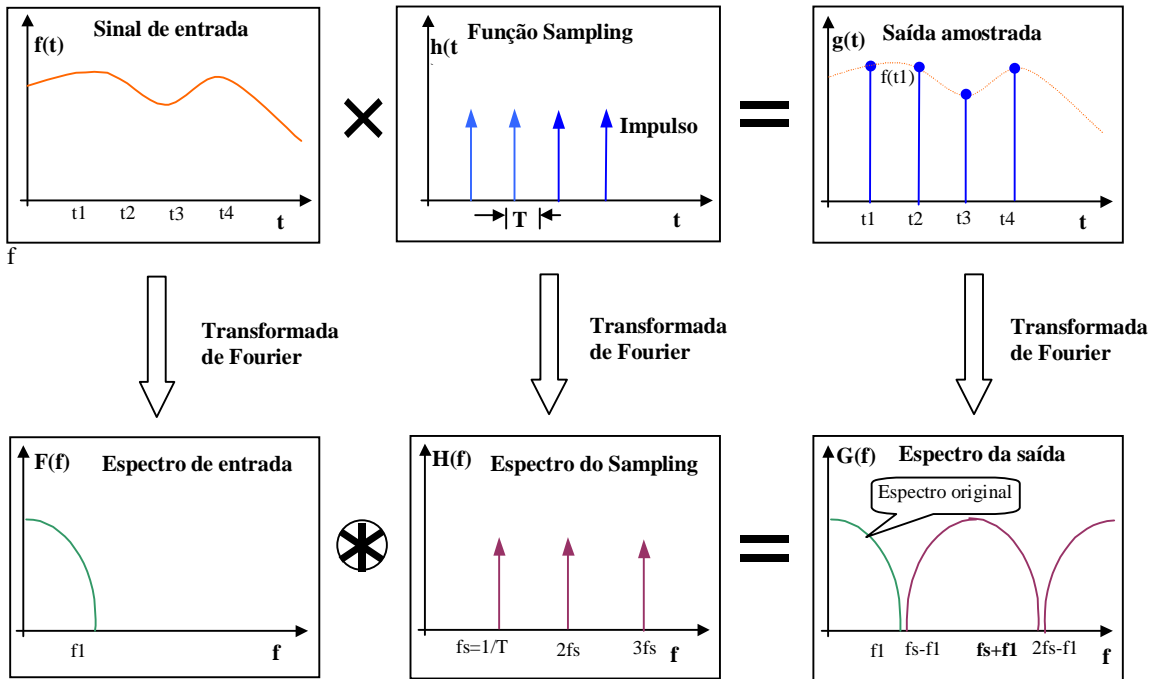 Sinal de entrada
f(t)
t1 t2 t3 t4
t
f
Função Sampling
h(t
Impulso
T
t
Saída amostrada
g(t)
f(t1)
t1 t2 t3 t4
t
Transformada
de Fourier
Transformada
de Fourier
Transformada
de Fourier
F(f)
Espectro de entrada
f1
f
H(f)
Espectro do Sampling
fs=1/T 2fs 3fs
f
G(f)
Espectro da saída
Espectro original
f1 fs-f1 fs+f1 2fs-f1
f